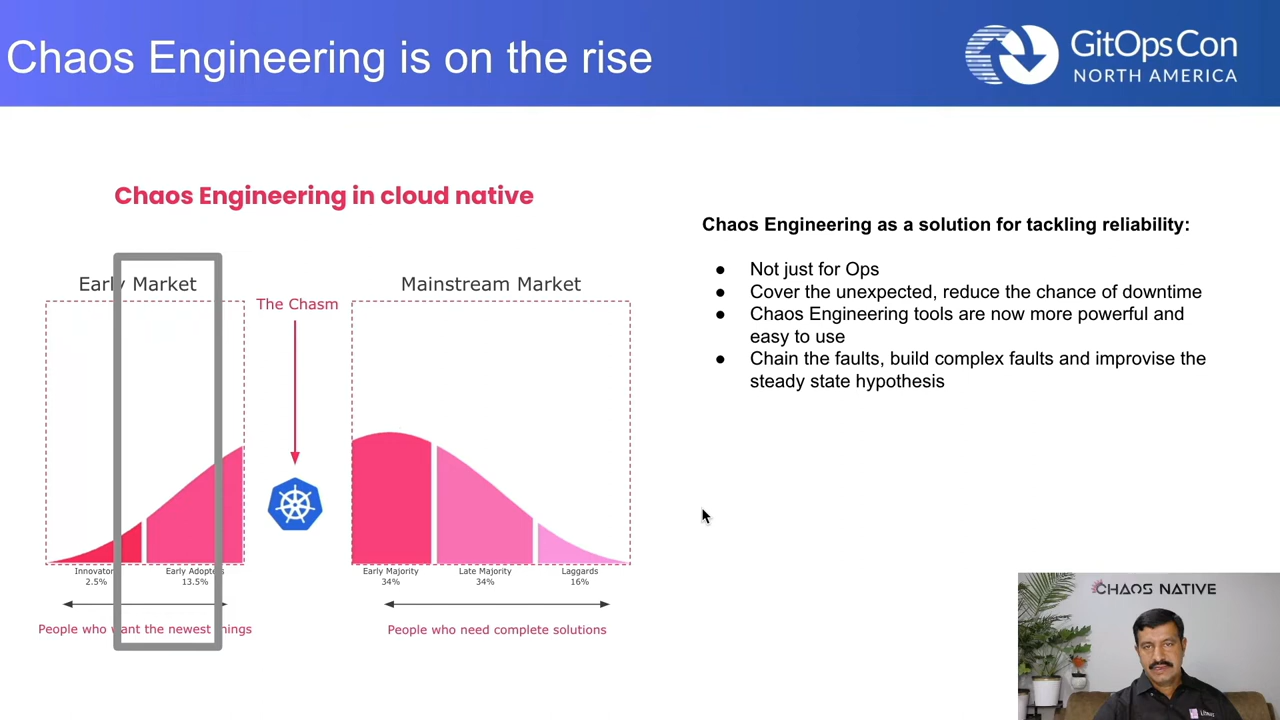 Chaos Engineering is on the rise
GitOpsCon
NORTH AMERICA
Chaos Engineering in cloud native
Early Market
The Chasm
Mainstream Market
Innovators
2.5%
Early Adopters
13.5%
Early Majority
34%
Late Majority
34%
Laggards
16%
People who want the newest things
People who need complete solutions
Chaos Engineering as a solution for tackling reliability:
● Not just for Ops
● Cover the unexpected, reduce the chance of downtime
● Chaos Engineering tools are now more powerful and
easy to use
● Chain the faults, build complex faults and improvise the
steady state hypothesis
CHAOS NATIVE